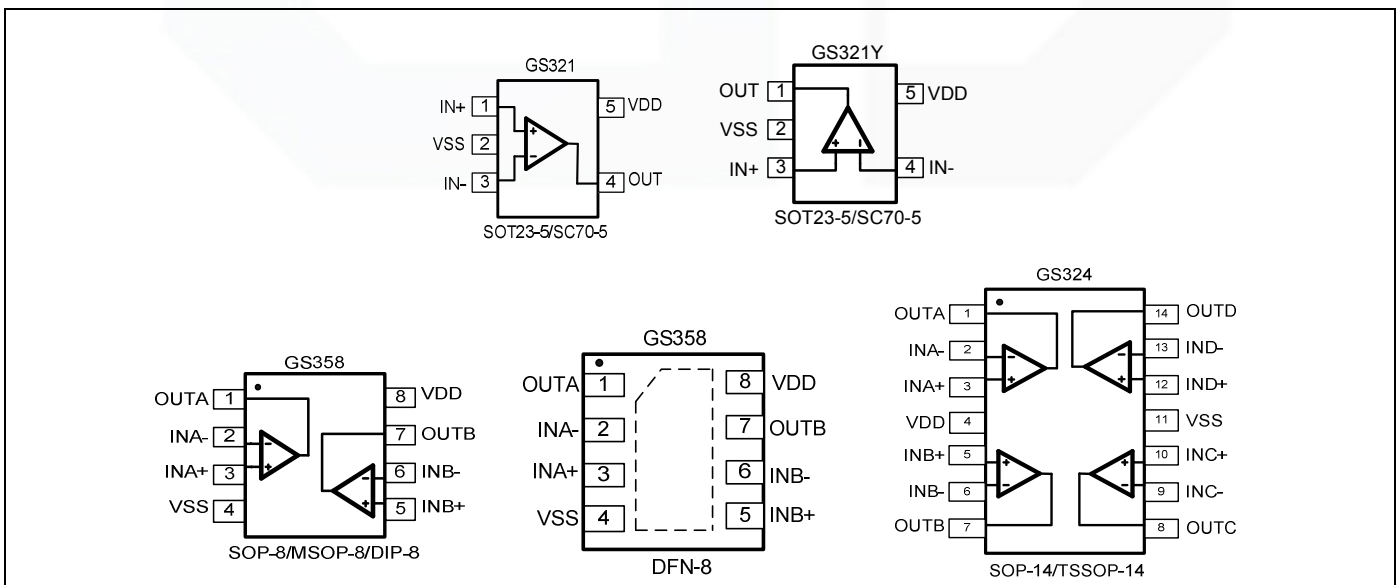 GS321
IN+ 1
5 VDD
VSS 2
+
-
IN- 3
4 OUT
SOT23-5/SC70-5
GS321Y
OUT 1
5 VDD
VSS 2
+ -
IN+ 3
4 IN-
SOT23-5/SC70-5
GS358
OUTA 1
8 VDD
INA- 2
-
7 OUTB
INA+ 3
+
-
6 INB-
VSS 4
+
5 INB+
SOP-8/MSOP-8/DIP-8
GS358
OUTA 1
8 VDD
INA- 2
7 OUTB
INA+ 3
6 INB-
VSS 4
5 INB+
DFN-8
GS324
OUTA 1
14 OUTD
INA- 2
-
-
13 IND-
INA+ 3
+
+
12 IND+
VDD 4
11 VSS
INB+ 5
+
+
10 INC+
INB- 6
-
-
9 INC-
OUTB 7
8 OUTC
SOP-14/TSSOP-14